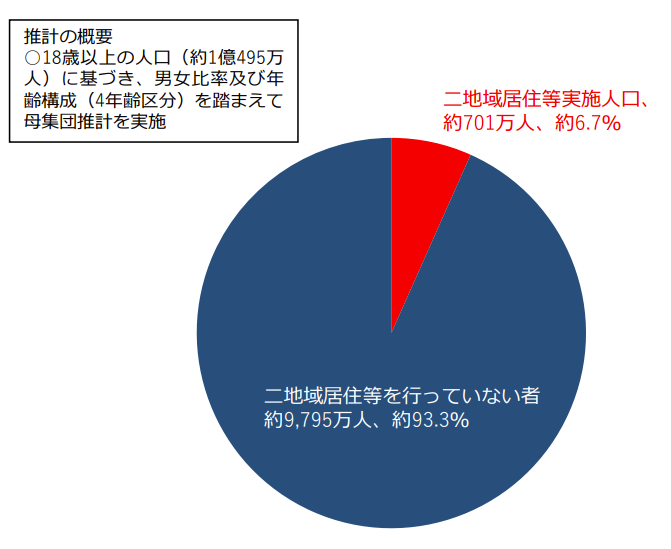 推計の概要
○18歳以上の人口（約1億495万
人）に基づき、男女比率及び年
齢構成（4年齢区分）を踏まえて
母集団推計を実施
二地域居住等実施人口、
約701万人、約6.7%
二地域居住等を行っていない者
約9,795万人、約93.3%